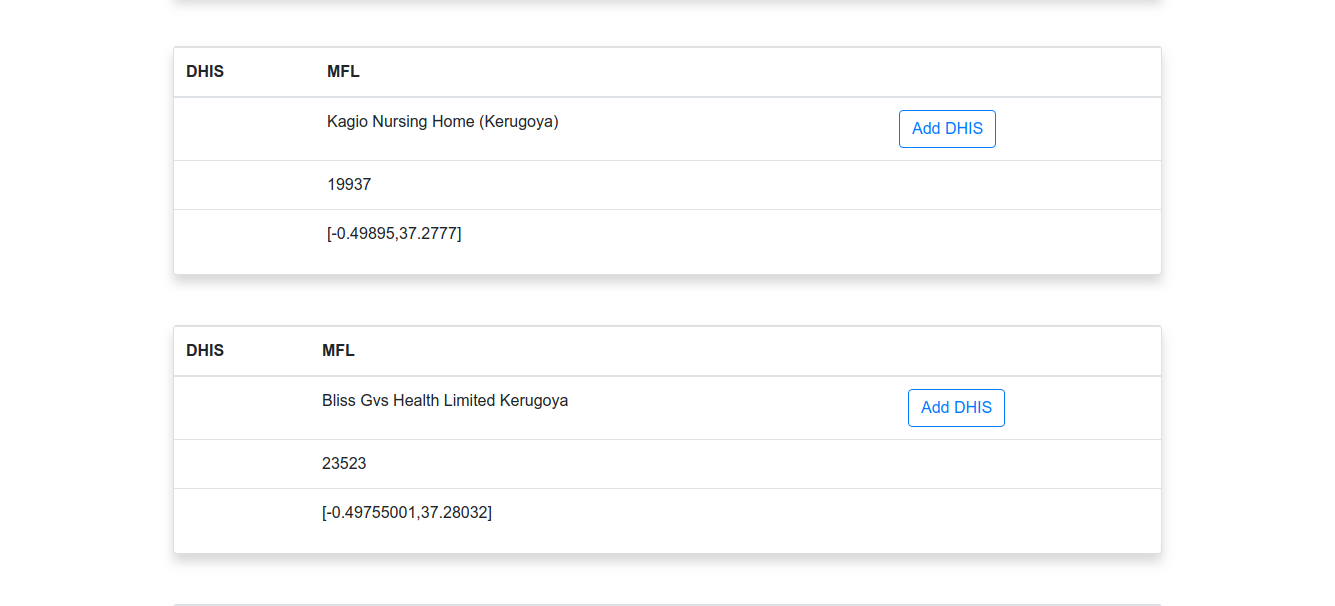 DHIS MFL
Kagio Nursing Home (Kerugoya) Add DHIS
19937
[-0.49895,37.2777]
DHIS MFL
Bliss Gvs Health Limited Kerugoya Add DHIS
23523
[-0.49755001,37.28032]